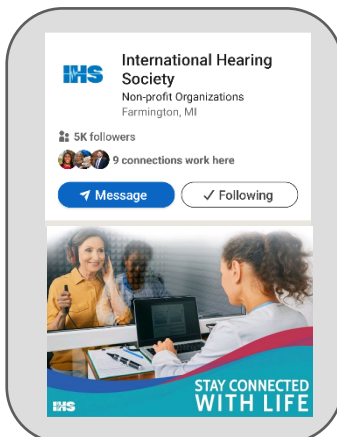 IHS
International Hearing
Society
Non-profit Organizations
Farmington, MI
5K followers
9 connections work here
Message
Following
STAY CONNECTED
WITH LIFE
IHS